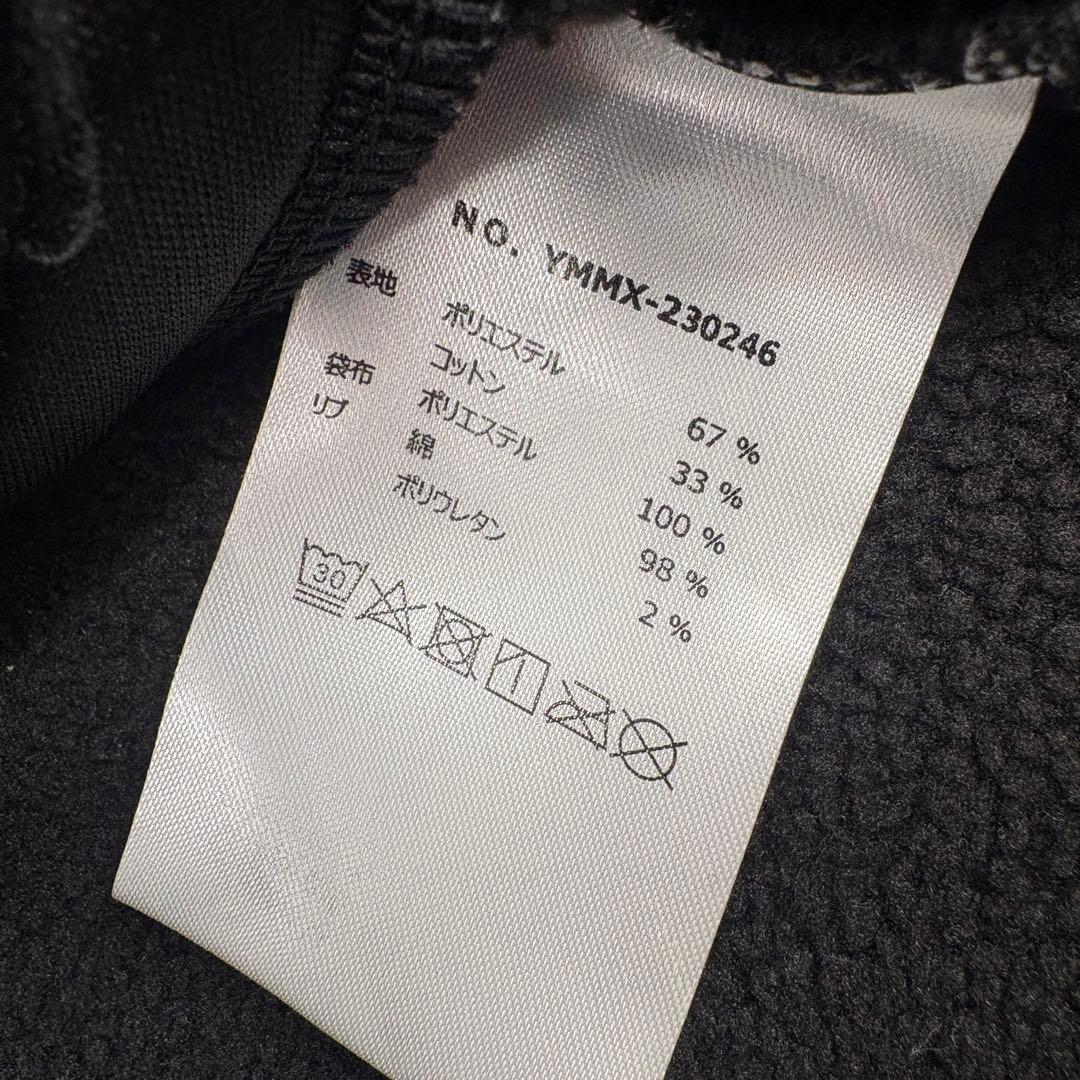 NO. YMMX-230246
表地 ポリエステル 67 %
コットン 33 %
袋布 ポリエステル 100 %
リブ 綿 98 %
ポリウレタン 2 %
30